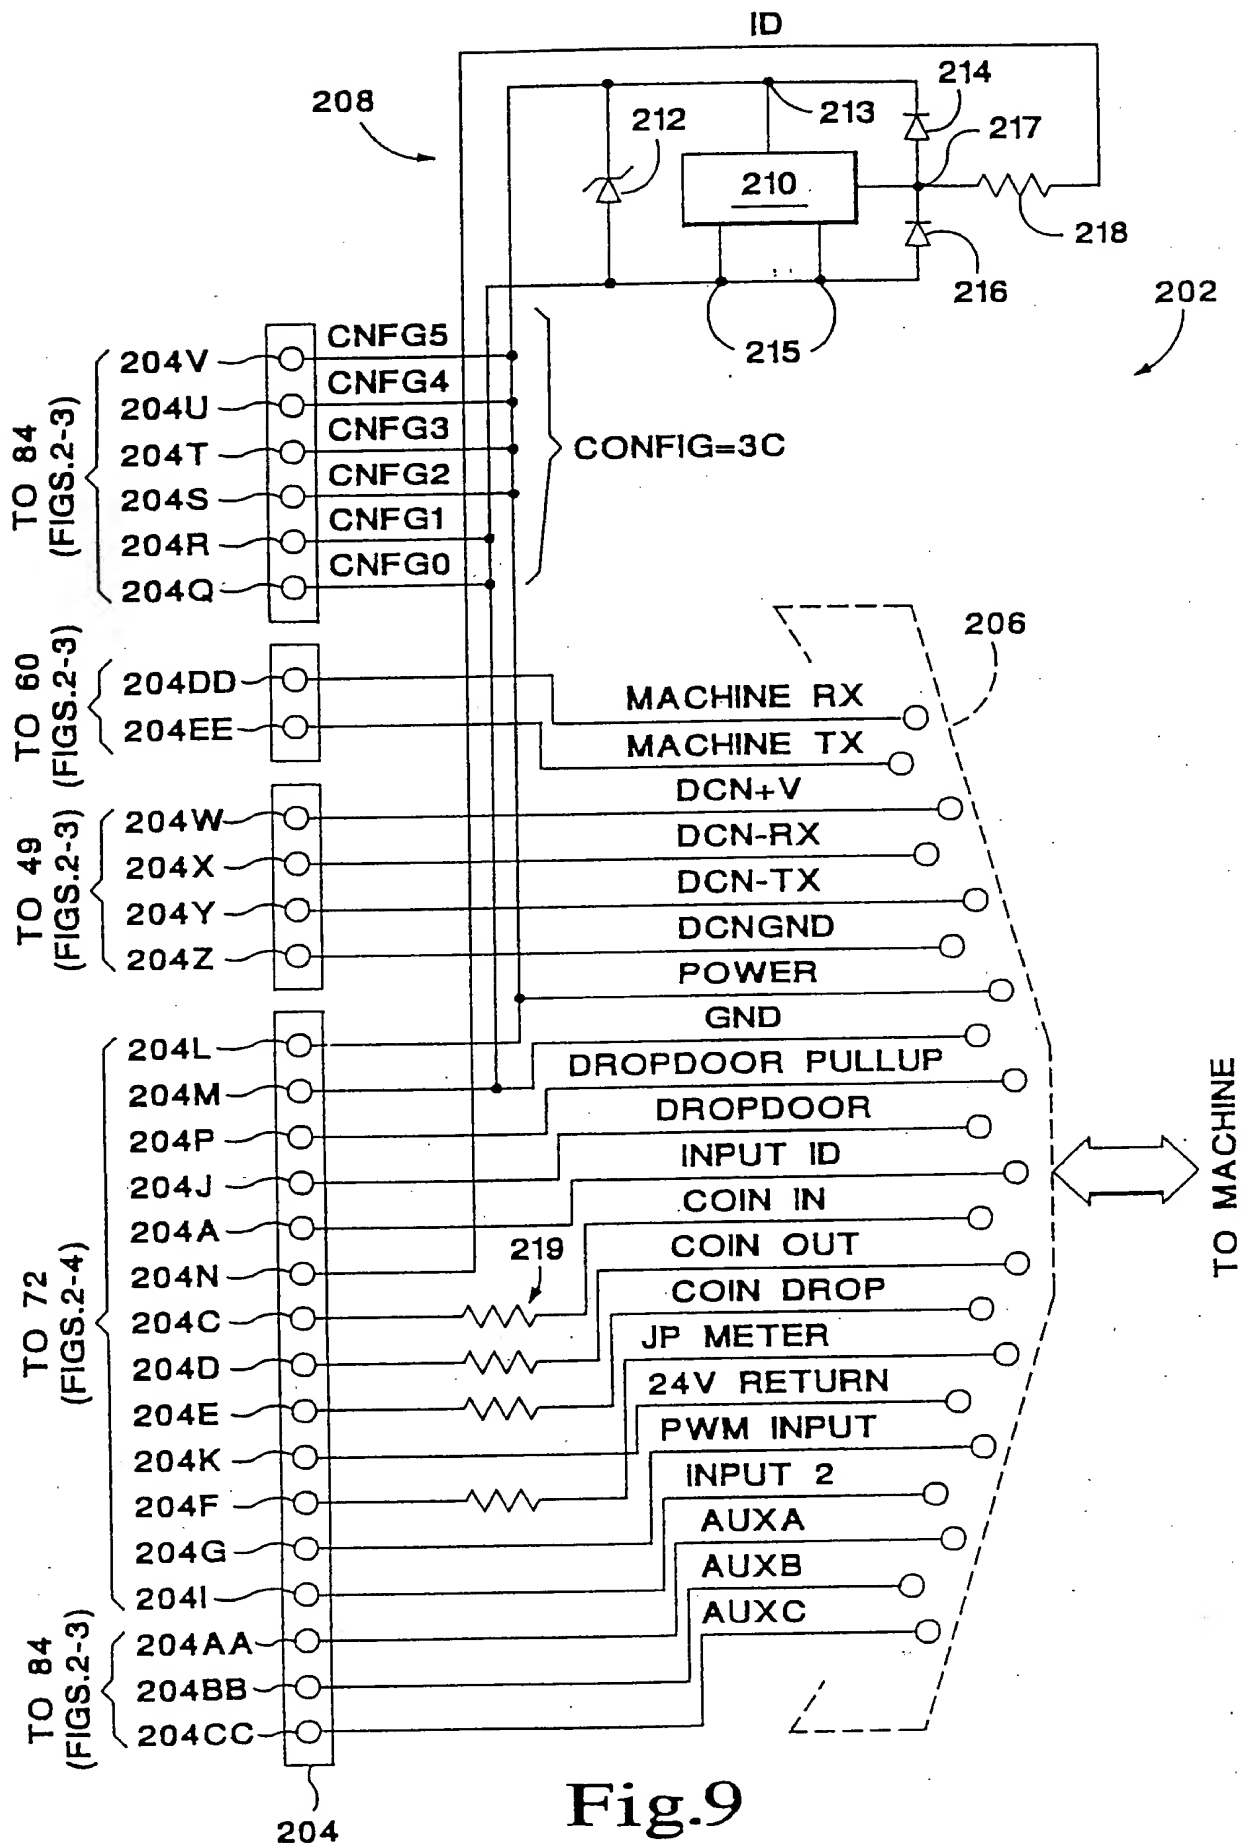 ID
208
212
213
214
217
210
218
216
202
215
TO 84
(FIGS.2-3)
204V
CNFG5
204U
CNFG4
204T
CNFG3
204S
CNFG2
204R
CNFG1
204Q
CNFG0
CONFIG=3C
206
TO 60
(FIGS.2-3)
204DD
MACHINE RX
204EE
MACHINE TX
TO 49
(FIGS.2-3)
204W
DCN+V
204X
DCN-RX
204Y
DCN-TX
204Z
DCNGND
POWER
TO 72
(FIGS.2-4)
204L
GND
204M
DROPDOOR PULLUP
204P
DROPDOOR
204J
INPUT ID
204A
COIN IN
204N
219
COIN OUT
204C
COIN DROP
204D
JP METER
204E
24V RETURN
204K
PWM INPUT
204F
INPUT 2
204G
AUXA
204I
AUXB
TO 84
(FIGS.2-3)
204AA
AUXC
204BB
204CC
TO MACHINE
204
Fig.9